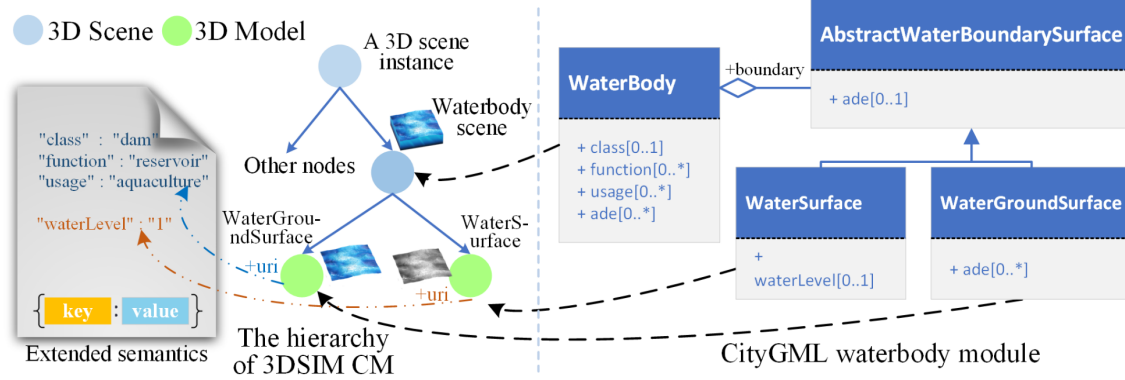 3D Scene
3D Model
"class" : "dam"
"function" : "reservoir"
"usage" : "aquaculture"
"waterLevel" : "1"
{ key : value }
Extended semantics
A 3D scene
instance
Waterbody
scene
Other nodes
WaterGrou-
ndSurface
WaterS-
urface
+uri
+uri
The hierarchy
of 3DSIM CM
WaterBody
+ class[0..1]
+ function[0..*]
+ usage[0..*]
+ ade[0..*]
+boundary
AbstractWaterBoundarySurface
+ ade[0..1]
WaterSurface
+
waterLevel[0..1]
WaterGroundSurface
+ ade[0..*]
CityGML waterbody module